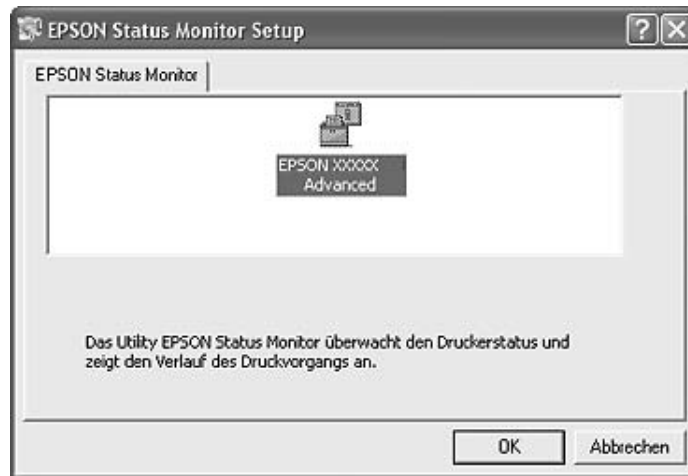 EPSON Status Monitor Setup
EPSON Status Monitor
EPSON XXXXX
Advanced
Das Utility EPSON Status Monitor überwacht den Druckerstatus und
zeigt den Verlauf des Druckvorgangs an.
OK
Abbrechen